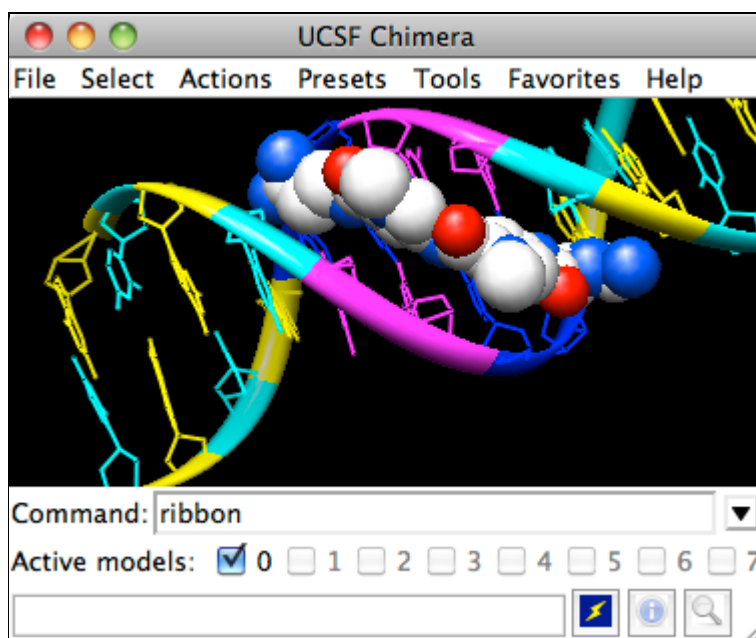 UCSF Chimera
File Select Actions Presets Tools Favorites Help
Command: ribbon
Active models: 0 1 2 3 4 5 6 7